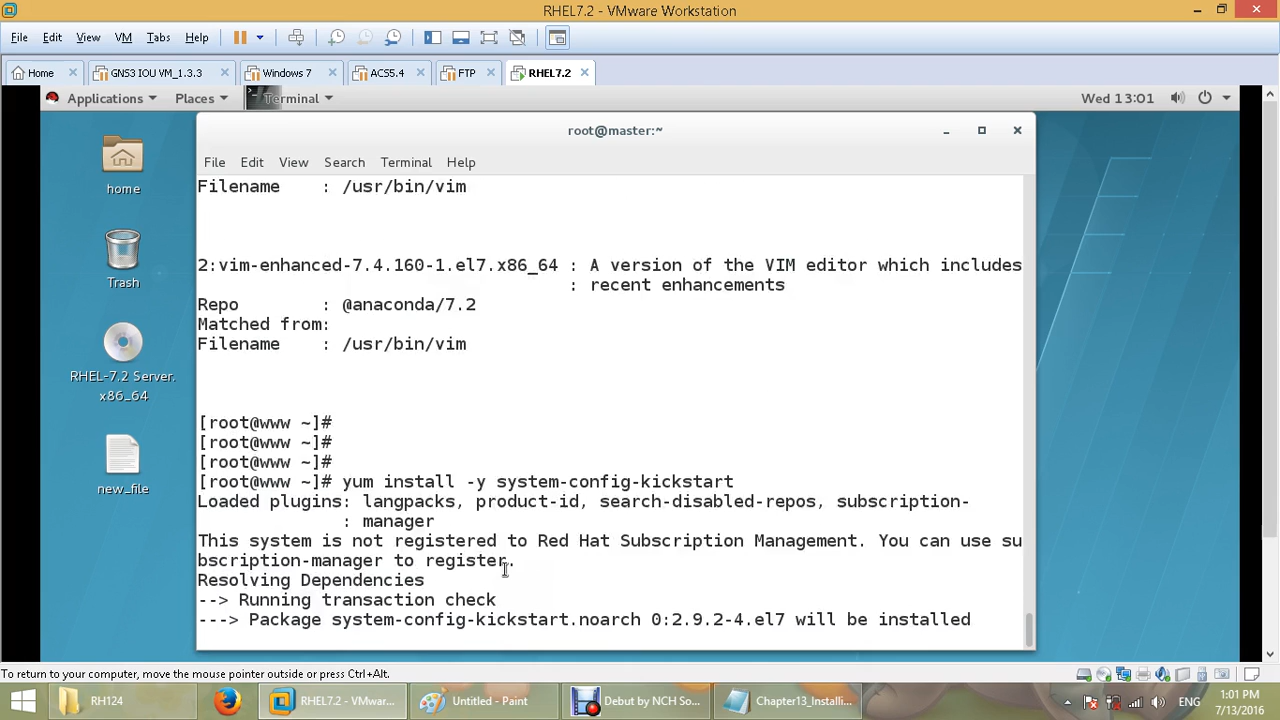 RHEL7.2 - VMware Workstation
File Edit View VM Tabs Help
Home GNS3 IOU VM_1.3.3 Windows 7 ACS5.4 FTP RHEL7.2
Applications Places Terminal Wed 13:01
root@master:~
File Edit View Search Terminal Help
home
Trash
RHEL-7.2 Server.
x86_64
new_file
Filename : /usr/bin/vim
2:vim-enhanced-7.4.160-1.el7.x86_64 : A version of the VIM editor which includes
: recent enhancements
Repo : @anaconda/7.2
Matched from:
Filename : /usr/bin/vim
[root@www ~]#
[root@www ~]#
[root@www ~]#
[root@www ~]# yum install -y system-config-kickstart
Loaded plugins: langpacks, product-id, search-disabled-repos, subscription-
: manager
This system is not registered to Red Hat Subscription Management. You can use su
bscription-manager to register.
Resolving Dependencies
--> Running transaction check
---> Package system-config-kickstart.noarch 0:2.9.2-4.el7 will be installed
To return to your computer, move the mouse pointer outside or press Ctrl+Alt.
RH124 RHEL7.2 - VMwar... Untitled - Paint Debut by NCH So... Chapter13_Installi... ENG
1:01 PM
7/13/2016